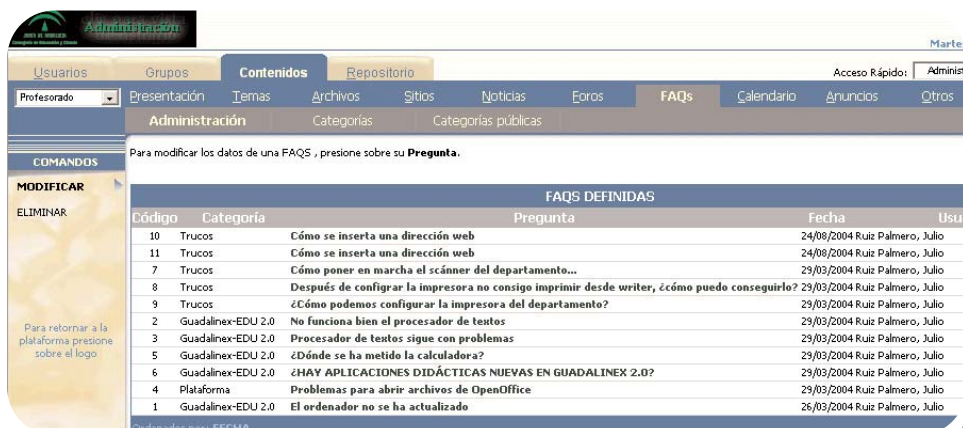 JUNTA DE ANDALUCIA
Consejería de Educación y Ciencia
Administración
Marte
Usuarios Grupos Contenidos Repositorio Acceso Rápido: Administ
Profesorado Presentación Temas Archivos Sitios Noticias Foros FAQs Calendario Anuncios Otros
Administración Categorías Categorías públicas
Para modificar los datos de una FAQS , presione sobre su Pregunta.
COMANDOS
MODIFICAR
ELIMINAR
Para retornar a la
plataforma presione
sobre el logo
FAQS DEFINIDAS
Código Categoría Pregunta Fecha Usu
10 Trucos Cómo se inserta una dirección web 24/08/2004 Ruiz Palmero, Julio
11 Trucos Cómo se inserta una dirección web 24/08/2004 Ruiz Palmero, Julio
7 Trucos Cómo poner en marcha el scánner del departamento... 29/03/2004 Ruiz Palmero, Julio
8 Trucos Después de configrar la impresora no consigo imprimir desde writer, ¿cómo puedo conseguirlo? 29/03/2004 Ruiz Palmero, Julio
9 Trucos ¿Cómo podemos configurar la impresora del departamento? 29/03/2004 Ruiz Palmero, Julio
2 Guadalinex-EDU 2.0 No funciona bien el procesador de textos 29/03/2004 Ruiz Palmero, Julio
3 Guadalinex-EDU 2.0 Procesador de textos sigue con problemas 29/03/2004 Ruiz Palmero, Julio
5 Guadalinex-EDU 2.0 ¿Dónde se ha metido la calculadora? 29/03/2004 Ruiz Palmero, Julio
6 Guadalinex-EDU 2.0 ¿HAY APLICACIONES DIDÁCTICAS NUEVAS EN GUADALINEX 2.0? 29/03/2004 Ruiz Palmero, Julio
4 Plataforma Problemas para abrir archivos de OpenOffice 29/03/2004 Ruiz Palmero, Julio
1 Guadalinex-EDU 2.0 El ordenador no se ha actualizado 26/03/2004 Ruiz Palmero, Julio
Ordenados por: FECHA